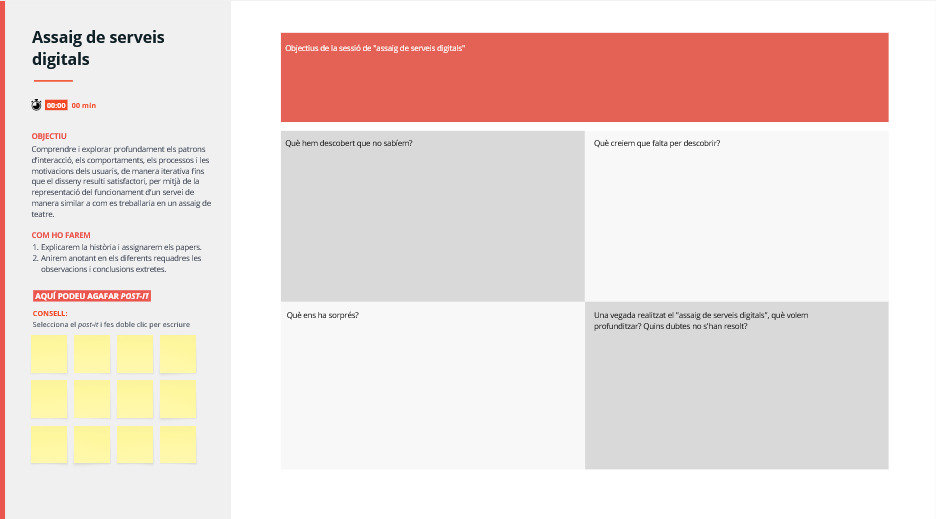 Assaig de serveis
digitals
00:00 00 min
OBJECTIU
Comprendre i explorar profundament els patrons
d'interacció, els comportaments, els processos i les
motivacions dels usuaris, de manera iterativa fins
que el disseny resulti satisfactori, per mitjà de la
representació del funcionament d'un servei de
manera similar a com es treballaria en un assaig de
teatre.
COM HO FAREM
1. Explicarem la història i assignarem els papers.
2. Anirem anotant en els diferents requadres les
observacions i conclusions extretes.
AQUÍ PODEU AGAFAR POST-IT
CONSELL:
Selecciona el post-it i fes doble clic per escriure
Objectius de la sessió de "assaig de serveis digitals"
Què hem descobert que no sabíem?
Què creiem que falta per descobrir?
Què ens ha sorprés?
Una vegada realitzat el "assaig de serveis digitals", què volem
profunditzar? Quins dubtes no s'han resolt?